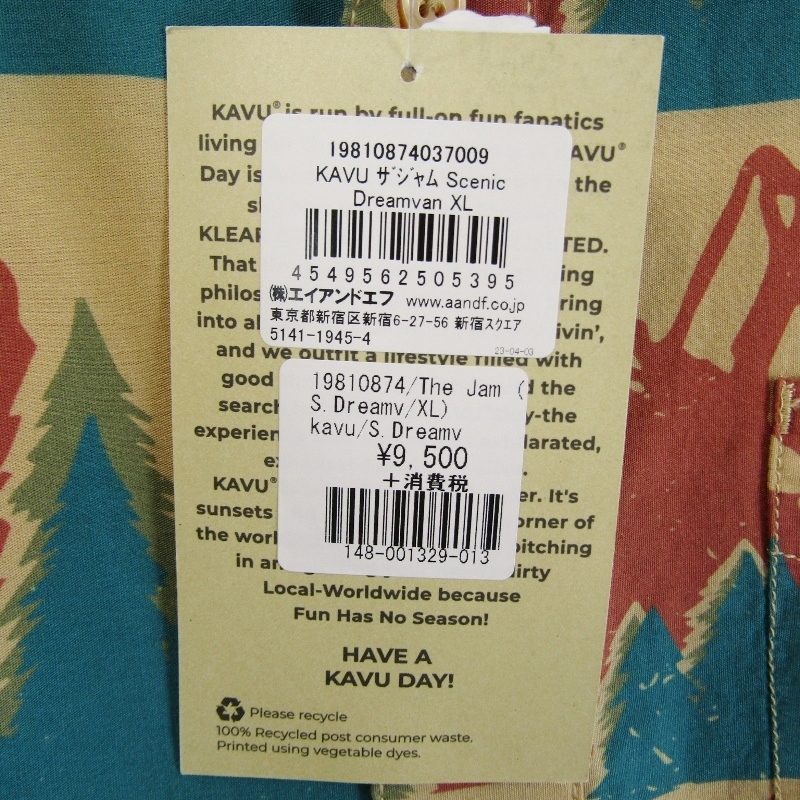 KAVU® is run by full-on fun fanatics
living
KAVU®
Day is
the
KLEAR
TED.
That
ing
philos
ring
into al
ivin',
and we outfit a lifestyle filled with
good
d the
search
y-the
experien
larated,
KAVU®
er. It's
sunsets
orner of
the worl
pitching
in a
dirty
Local-Worldwide because
Fun Has No Season!
HAVE A
KAVU DAY!
Please recycle
100% Recycled post consumer waste.
Printed using vegetable dyes.
19810874037009
KAVU ザジャム Scenic
Dreamvan XL
4549562505395
㈱エイアンドエフ www.aandf.co.jp
東京都新宿区新宿6-27-56 新宿スクエア
5141-1945-4
23-04-03
19810874/The Jam (
S.Dreamv/XL)
kavu/S.Dreamv
¥9,500
+消費税
148-001329-013